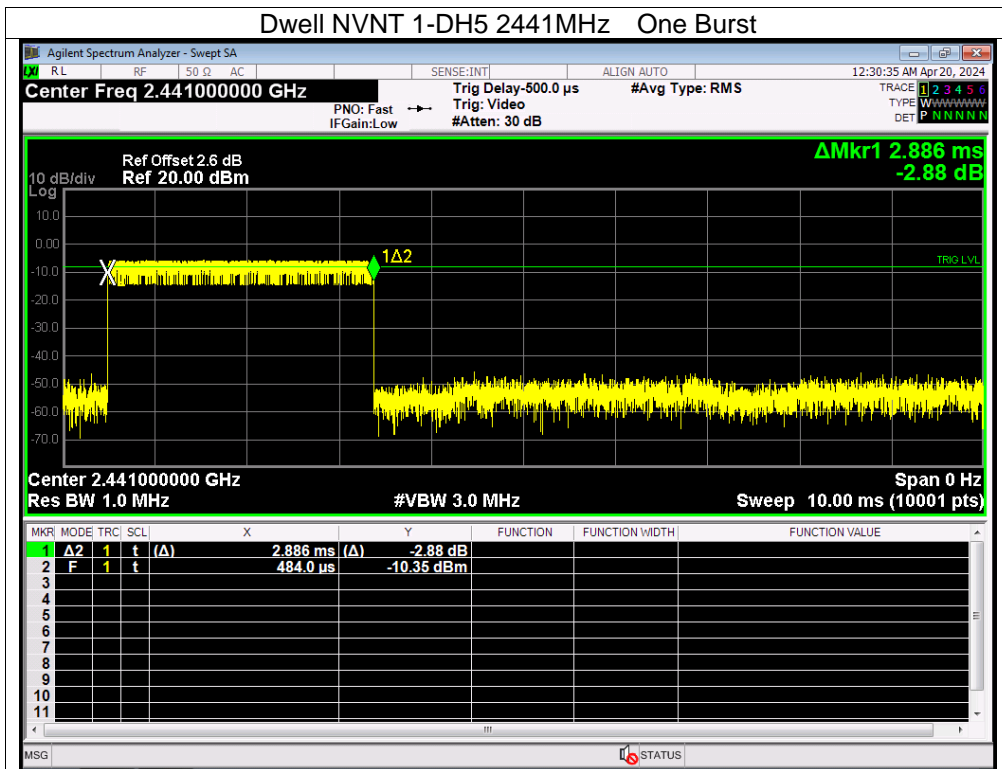 Dwell NVNT 1-DH5 2441MHz One Burst
Agilent Spectrum Analyzer - Swept SA
LXI RL RF 50 Ω AC SENSE:INT ALIGN AUTO 12:30:35 AM Apr 20, 2024
Center Freq 2.441000000 GHz
PNO: Fast
IFGain:Low
Trig Delay-500.0 µs
Trig: Video
#Atten: 30 dB
#Avg Type: RMS
TRACE 1 2 3 4 5 6
TYPE WWWWWWW
DET P N N N N N
ΔMkr1 2.886 ms
-2.88 dB
Ref Offset 2.6 dB
10 dB/div Ref 20.00 dBm
Log
10.0
0.00
-10.0
-20.0
-30.0
-40.0
-50.0
-60.0
-70.0
1Δ2
TRIG LVL
Center 2.441000000 GHz Span 0 Hz
Res BW 1.0 MHz #VBW 3.0 MHz Sweep 10.00 ms (10001 pts)
MKR MODE TRC SCL X Y FUNCTION FUNCTION WIDTH FUNCTION VALUE
1 Δ2 1 t (Δ) 2.886 ms (Δ) -2.88 dB
2 F 1 t 484.0 µs -10.35 dBm
3
4
5
6
7
8
9
10
11
MSG STATUS